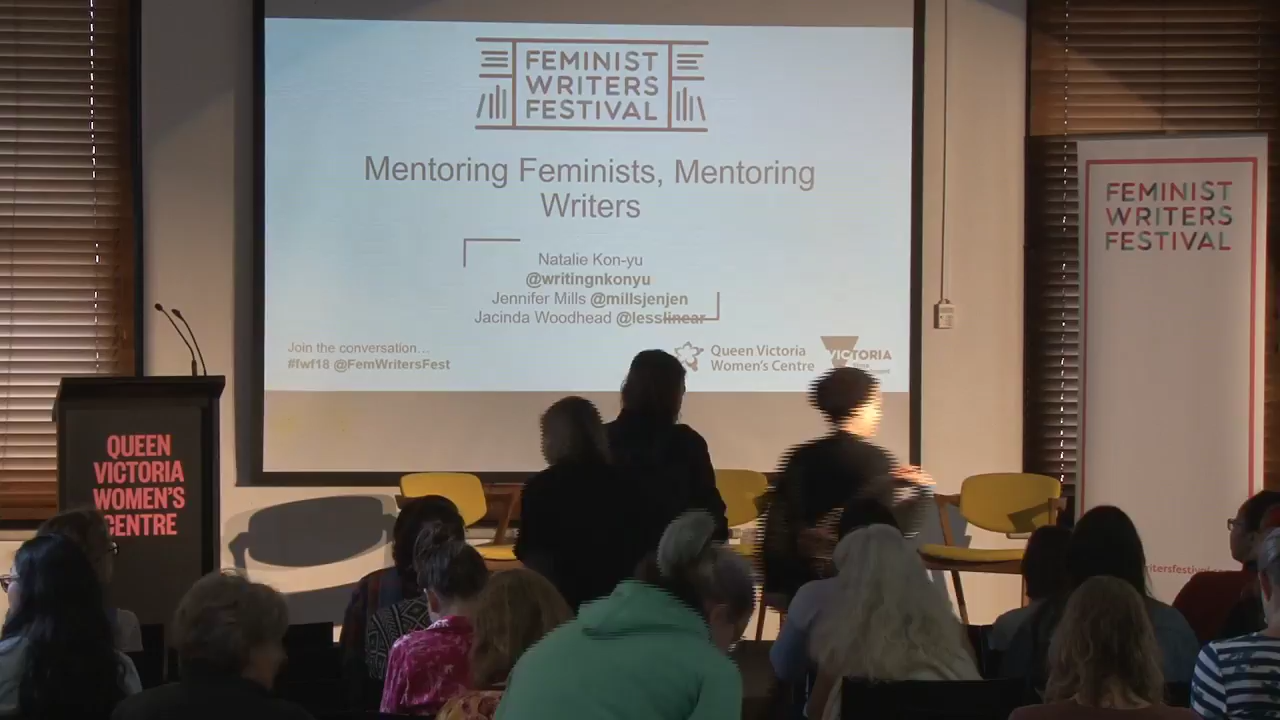 FEMINIST
WRITERS
FESTIVAL
Mentoring Feminists, Mentoring
Writers
Natalie Kon-yu
@writingnkonyu
Jennifer Mills @millsjenjen
Jacinda Woodhead @lesslinear
Join the conversation...
#fwf18 @FemWritersFest
Queen Victoria
Women's Centre
VICTORIA
FEMINIST
WRITERS
FESTIVAL
QUEEN
VICTORIA
WOMEN'S
CENTRE